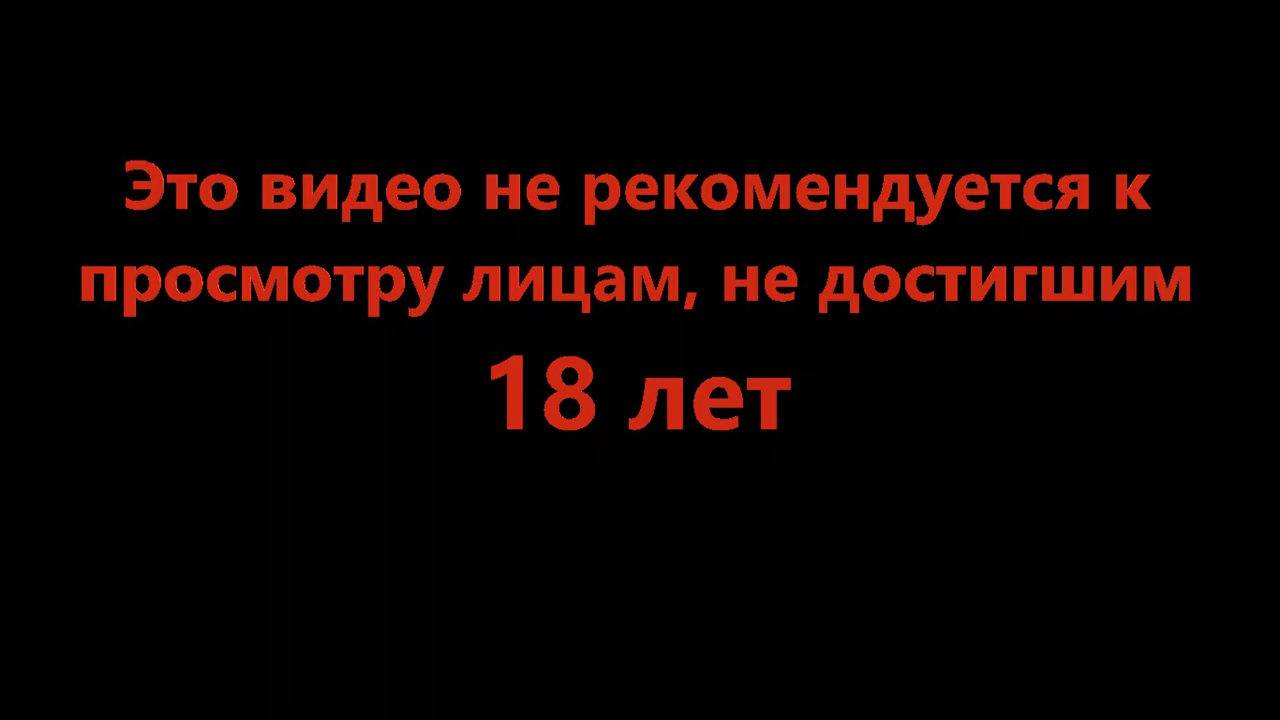 Это видео не рекомендуется к
просмотру лицам, не достигшим
18 лет